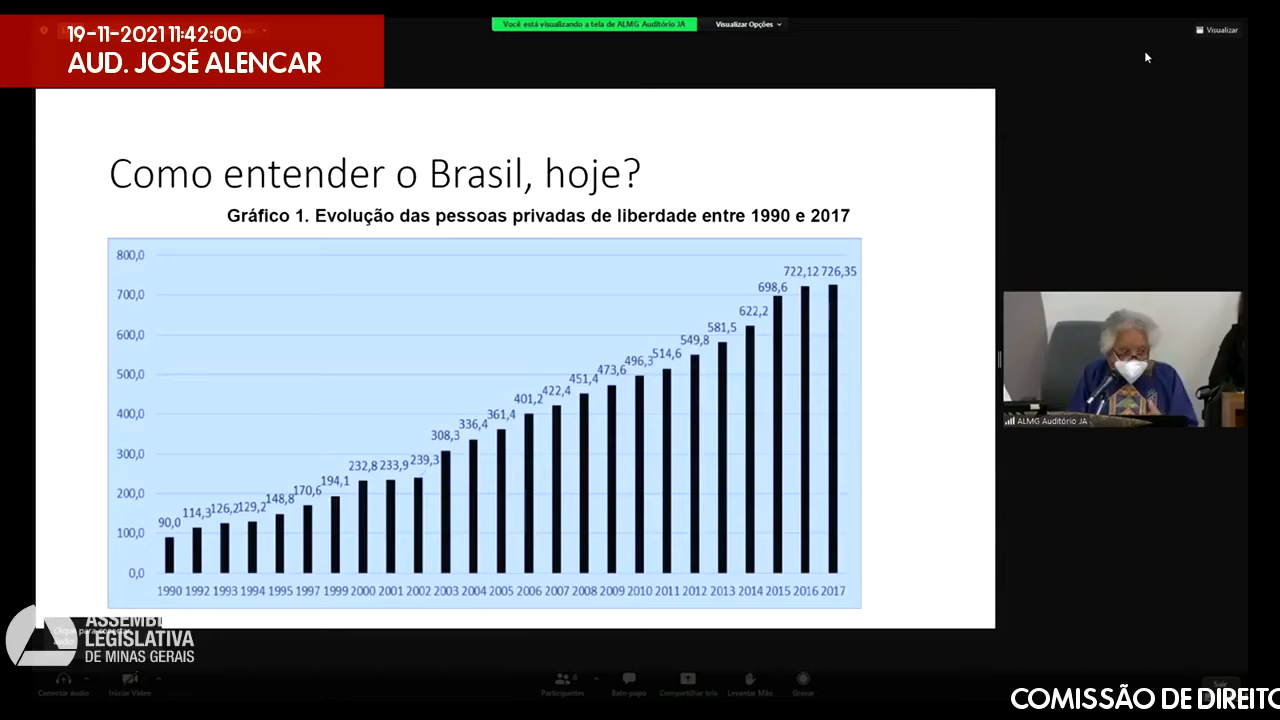 19-11-2021 11:42:00
AUD. JOSÉ ALENCAR
Você está visualizando a tela de ALMG Auditório JA
Visualizar Opções
Visualizar
Como entender o Brasil, hoje?
Gráfico 1. Evolução das pessoas privadas de liberdade entre 1990 e 2017
800,0
700,0
600,0
500,0
400,0
300,0
200,0
100,0
0,0
90,0 114,3 126,2 129,2 148,8 170,6 194,1 232,8 233,9 239,3 308,3 336,4 361,4 401,2 422,4 451,4 473,6 496,3 514,6 549,8 581,5 622,2 698,6 722,12 726,35
1990 1992 1993 1994 1995 1997 1999 2000 2001 2002 2003 2004 2005 2006 2007 2008 2009 2010 2011 2012 2013 2014 2015 2016 2017
ALMG Auditório JA
ASSEMBL
LEGISLATIVA
DE MINAS GERAIS
Conectar áudio
Iniciar Vídeo
Participantes
Bate-papo
Compartilhar tela
Levantar Mão
Gravar
Sair
COMISSÃO DE DIREITO